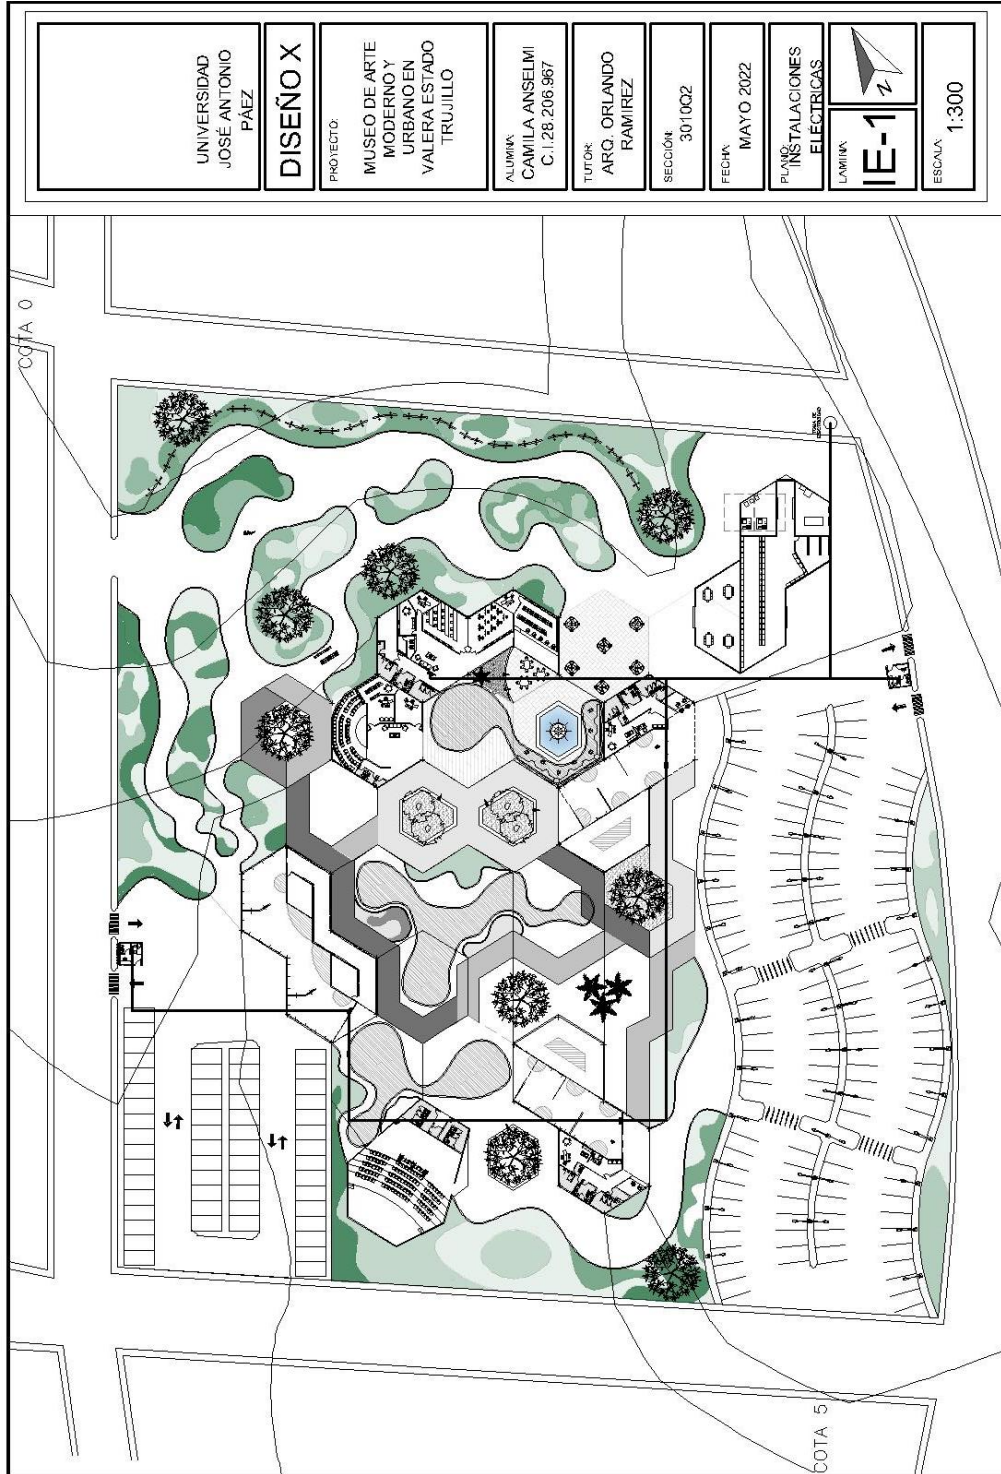 UNIVERSIDAD
JOSÉ ANTONIO
PÁEZ
DISEÑO X
PROYECTO:
MUSEO DE ARTE
MODERNO Y
URBANO EN
VALERA ESTADO
TRUJILLO
ALUMNA:
CAMILA ANSELMI
C.I.28.206.967
TUTOR:
ARQ. ORLANDO
RAMIREZ
SECCIÓN:
3010Q2
FECHA:
MAYO 2022
PLANO:
INSTALACIONES
ELÉCTRICAS
LAMINA:
IE-1
N
ESCALA:
1:300
COTA 0
COTA 5